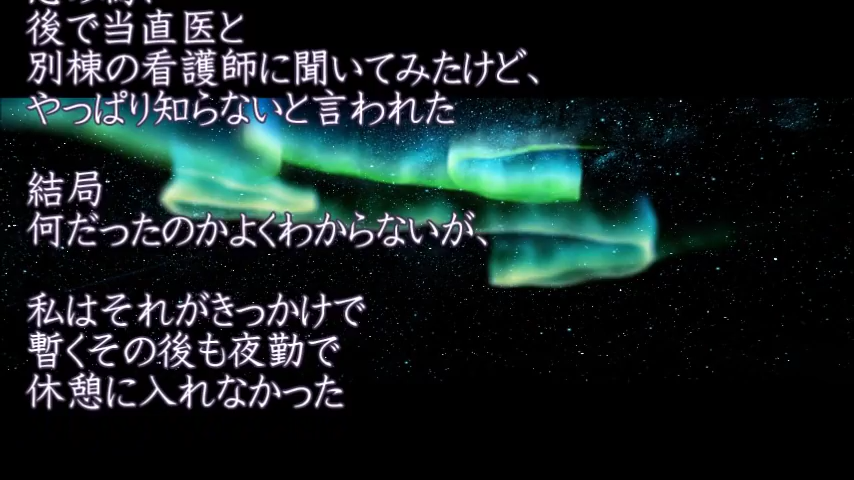 後で当直医と
別棟の看護師に聞いてみたけど、
やっぱり知らないと言われた
結局
何だったのかよくわからないが、
私はそれがきっかけで
暫くその後も夜勤で
休憩に入れなかった